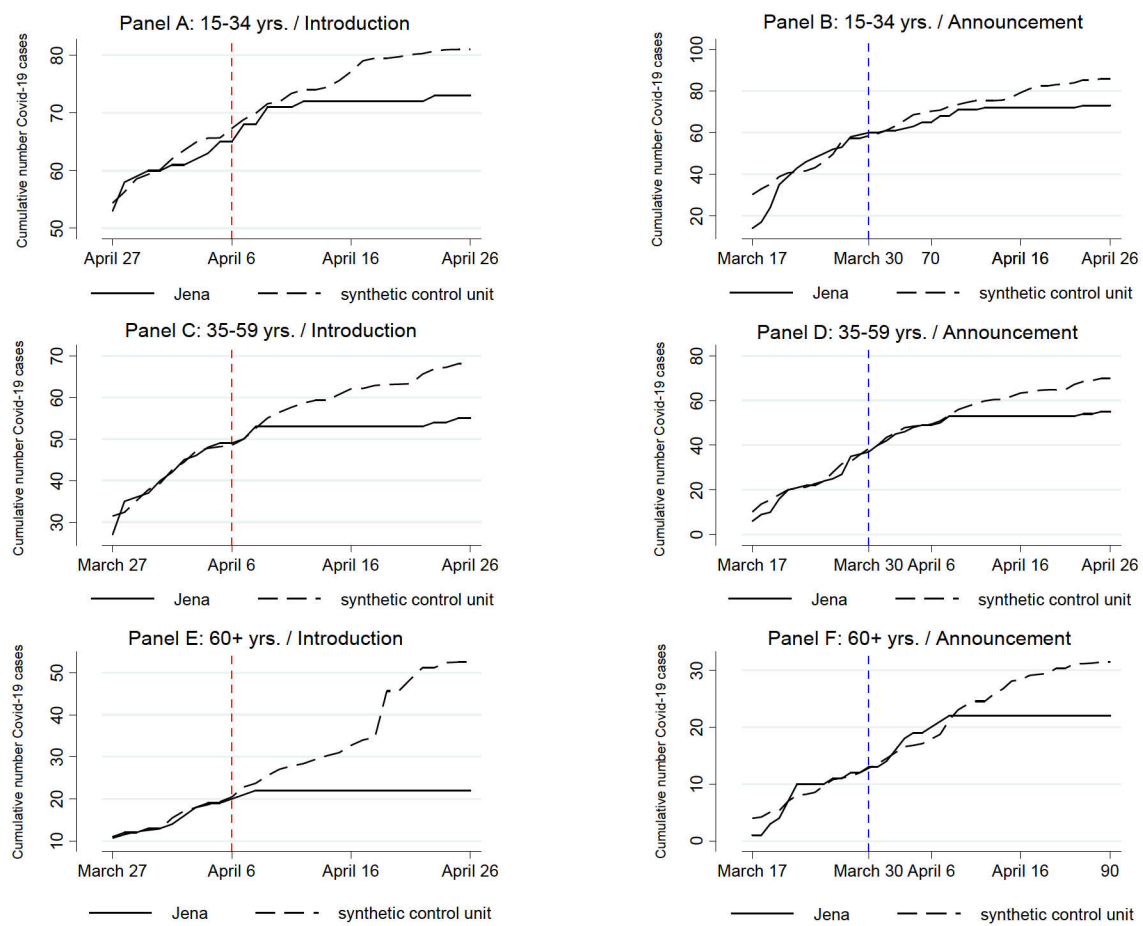 Panel A: 15-34 yrs. / Introduction
Cumulative number Covid-19 cases
80
70
60
50
April 27 April 6 April 16 April 26
Jena synthetic control unit
Panel B: 15-34 yrs. / Announcement
Cumulative number Covid-19 cases
100
80
60
40
20
March 17 March 30 70 April 16 April 26
Jena synthetic control unit
Panel C: 35-59 yrs. / Introduction
Cumulative number Covid-19 cases
70
60
50
40
30
March 27 April 6 April 16 April 26
Jena synthetic control unit
Panel D: 35-59 yrs. / Announcement
Cumulative number Covid-19 cases
80
60
40
20
0
March 17 March 30 April 6 April 16 April 26
Jena synthetic control unit
Panel E: 60+ yrs. / Introduction
Cumulative number Covid-19 cases
50
40
30
20
10
March 27 April 6 April 16 April 26
Jena synthetic control unit
Panel F: 60+ yrs. / Announcement
Cumulative number Covid-19 cases
30
20
10
0
March 17 March 30 April 6 April 16 90
Jena synthetic control unit